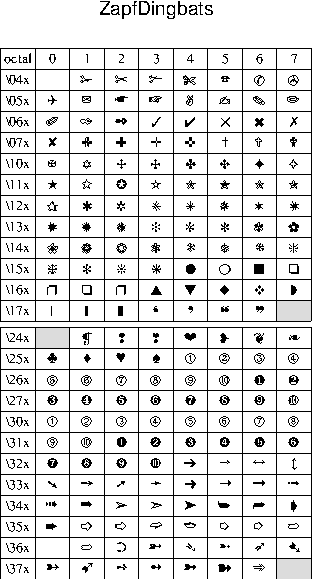 ZapfDingbats
octal 0 1 2 3 4 5 6 7
\04x ✁ ✂ ✃ ✄ ☎ ✆ ✇
\05x ✈ ✉ ☛ ☞ ✌ ✍ ✎ ✏
\06x ✐ ✑ ✒ ✓ ✔ ✕ ✖ ✗
\07x ✘ ✙ ✚ ✛ ✜ ✝ ✞ ✟
\10x ✠ ✡ ✢ ✣ ✤ ✥ ✦ ✧
\11x ★ ✩ ✪ ✫ ✬ ✭ ✮ ✯
\12x ✰ ✱ ✲ ✳ ✴ ✵ ✶ ✷
\13x ✸ ✹ ✺ ✻ ✼ ✽ ✾ ✿
\14x ❀ ❁ ❂ ❃ ❄ ❅ ❆ ❇
\15x ❈ ❉ ❊ ❋ ● ❍ ■ ❏
\16x ❐ ❑ ❒ ▲ ▼ ◆ ❖ ◗
\17x ❘ ❙ ❚ ❛ ❜ ❝ ❞
\24x ❡ ❢ ❣ ❤ ❥ ❦ ❧
\25x ♣ ♦ ♥ ♠ ① ② ③ ④
\26x ⑤ ⑥ ⑦ ⑧ ⑨ ⑩ ❶ ❷
\27x ❸ ❹ ❺ ❻ ❼ ❽ ❾ ❿
\30x ➀ ➁ ➂ ➃ ➄ ➅ ➆ ➇
\31x ➈ ➉ ➊ ➋ ➌ ➍ ➎ ➏
\32x ➐ ➑ ➒ ➓ ➔ → ↔ ↕
\33x ➘ ➙ ➚ ➛ ➜ ➝ ➞ ➟
\34x ➠ ➡ ➢ ➣ ➤ ➥ ➦ ➧
\35x ➨ ➩ ➪ ➫ ➬ ➭ ➮ ➯
\36x ➱ ➲ ➳ ➴ ➵ ➶ ➷
\37x ➸ ➹ ➺ ➻ ➼ ➽ ➾